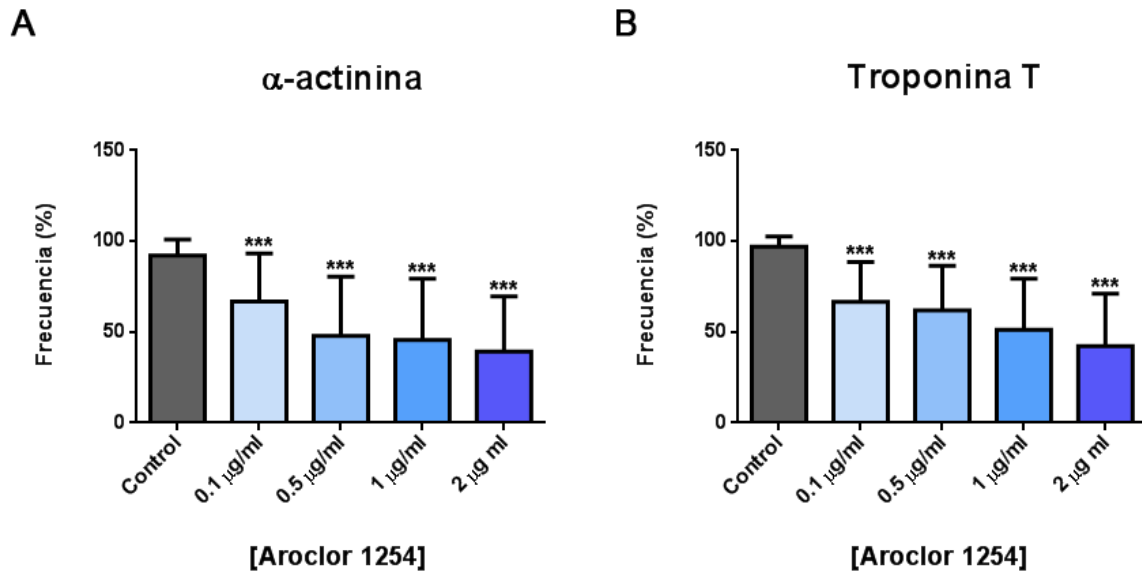 A
α-actinina
Frecuencia (%)
150
100
50
0
***
***
***
***
Control
0.1 µg/ml
0.5 µg/ml
1 µg/ml
2 µg ml
[Aroclor 1254]
B
Troponina T
Frecuencia (%)
150
100
50
0
***
***
***
***
Control
0.1 µg/ml
0.5 µg/ml
1 µg/ml
2 µg ml
[Aroclor 1254]